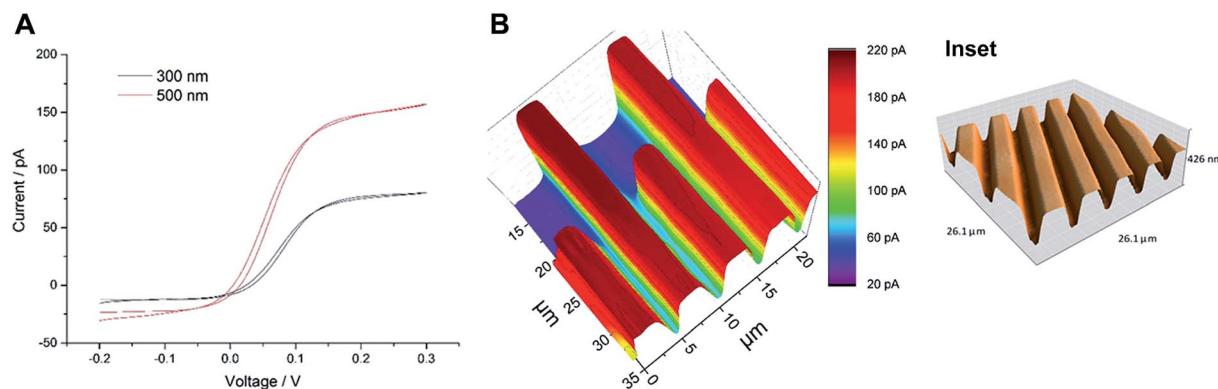 A
200
150
100
50
0
-50
Current / pA
300 nm
500 nm
-0.2
-0.1
0.0
0.1
0.2
0.3
Voltage / V
B
15
20
25
30
35
µm
0
5
10
15
20
µm
220 pA
180 pA
140 pA
100 pA
60 pA
20 pA
Inset
426 nm
26.1 µm
26.1 µm